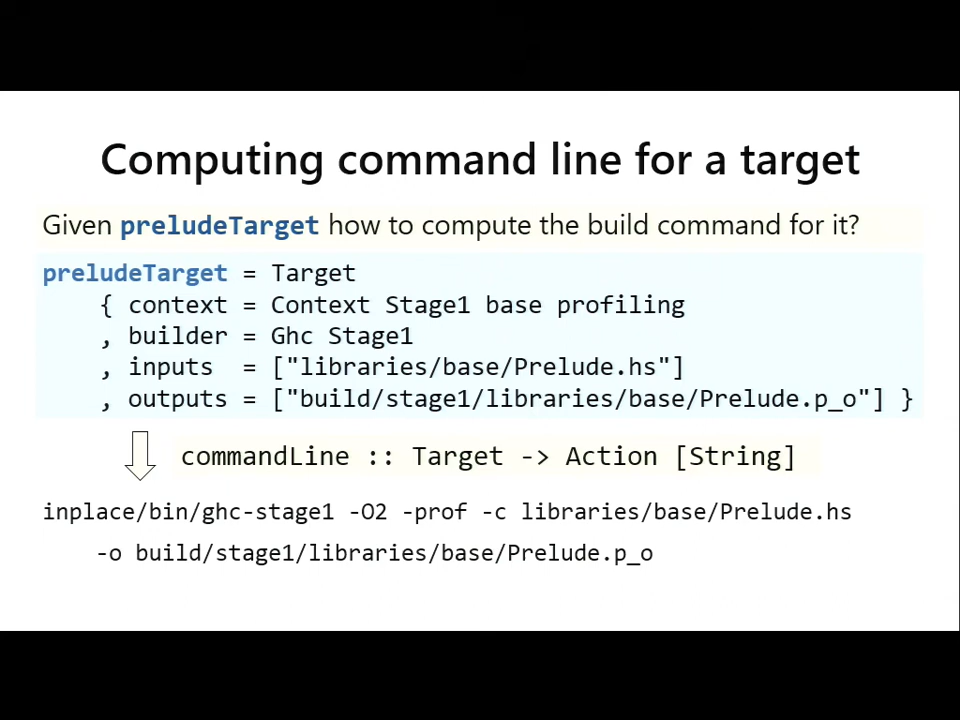 Computing command line for a target
Given preludeTarget how to compute the build command for it?
preludeTarget = Target
{ context = Context Stage1 base profiling
, builder = Ghc Stage1
, inputs  = ["libraries/base/Prelude.hs"]
, outputs = ["build/stage1/libraries/base/Prelude.p_o"] }
commandLine :: Target -> Action [String]
inplace/bin/ghc-stage1 -O2 -prof -c libraries/base/Prelude.hs
-o build/stage1/libraries/base/Prelude.p_o